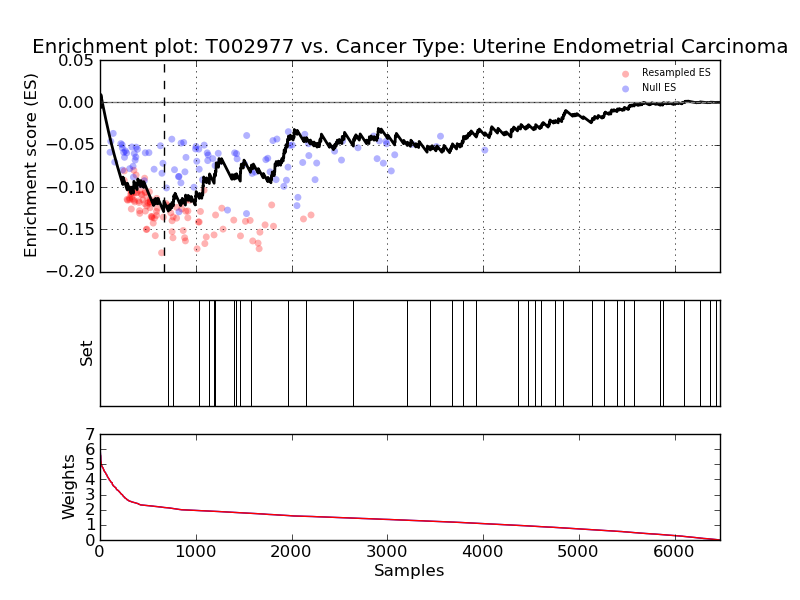 Enrichment plot: T002977 vs. Cancer Type: Uterine Endometrial Carcinoma
Enrichment score (ES)
0.05
0.00
−0.05
−0.10
−0.15
−0.20
Resampled ES
Null ES
Set
Weights
7
6
5
4
3
2
1
0
0 1000 2000 3000 4000 5000 6000
Samples